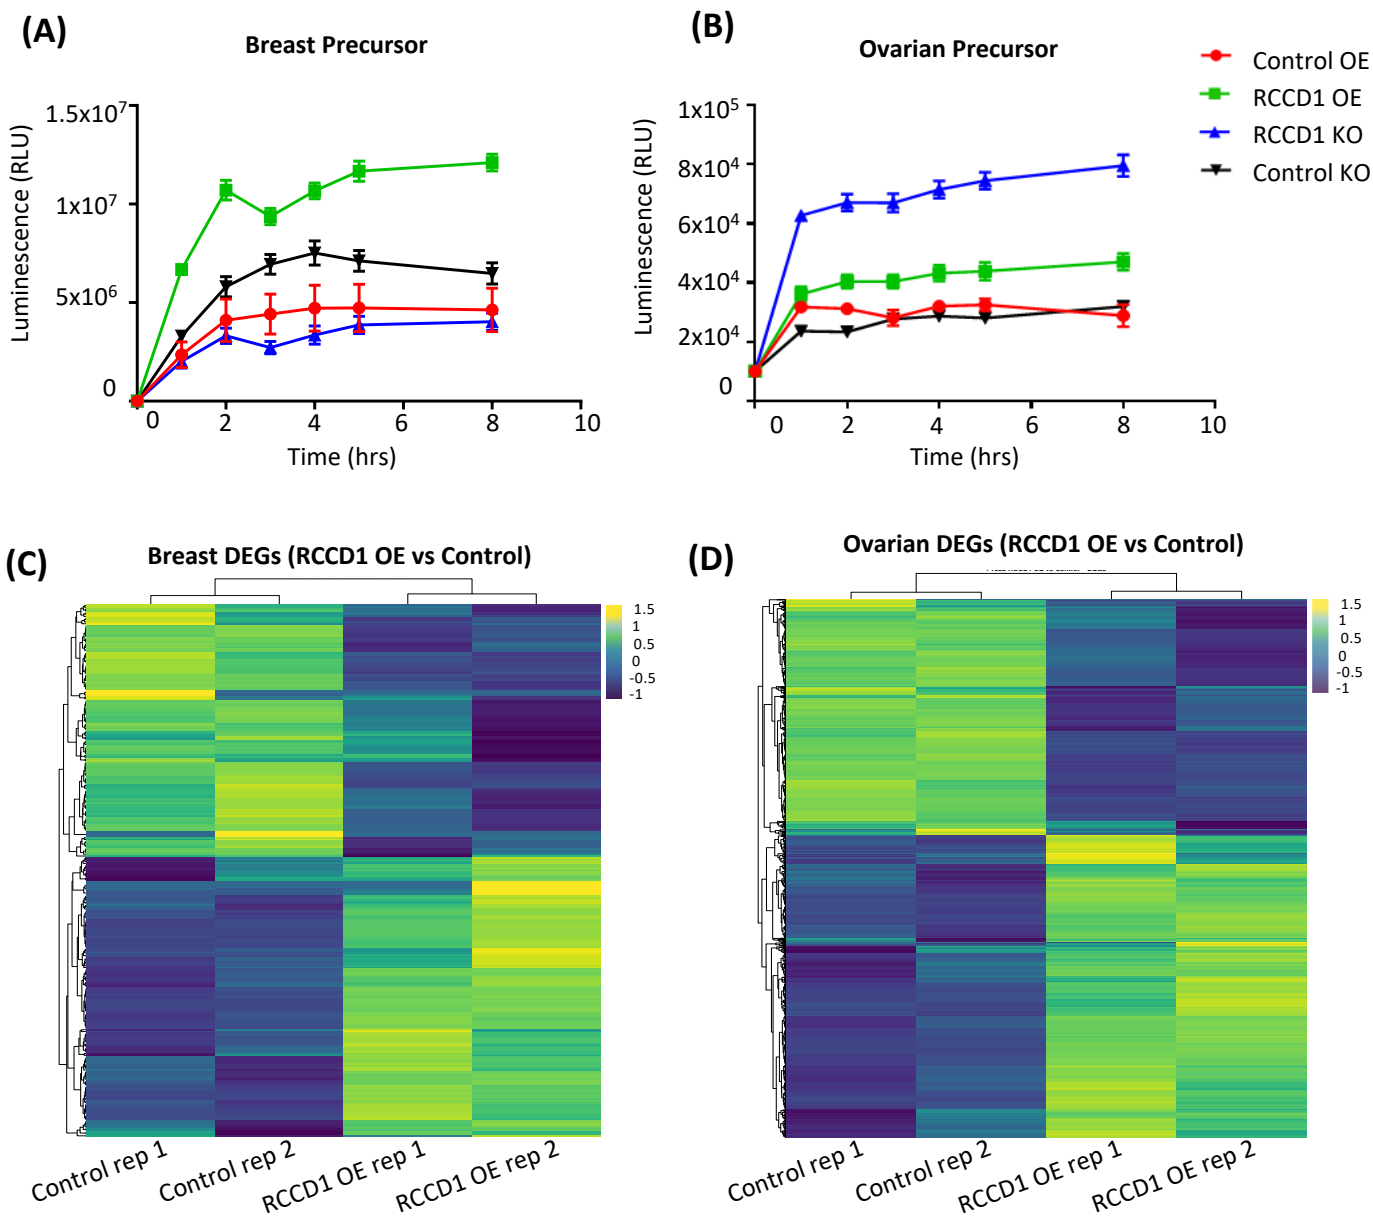 (A)
Breast Precursor
1.5x10⁷
1x10⁷
5x10⁶
0
Luminescence (RLU)
0 2 4 6 8 10
Time (hrs)
(B)
Ovarian Precursor
1x10⁵
8x10⁴
6x10⁴
4x10⁴
2x10⁴
0
Luminescence (RLU)
0 2 4 6 8 10
Time (hrs)
Control OE
RCCD1 OE
RCCD1 KO
Control KO
(C)
Breast DEGs (RCCD1 OE vs Control)
1.5
1
0.5
0
-0.5
-1
Control rep 1
Control rep 2
RCCD1 OE rep 1
RCCD1 OE rep 2
(D)
Ovarian DEGs (RCCD1 OE vs Control)
1.5
1
0.5
0
-0.5
-1
Control rep 1
Control rep 2
RCCD1 OE rep 1
RCCD1 OE rep 2